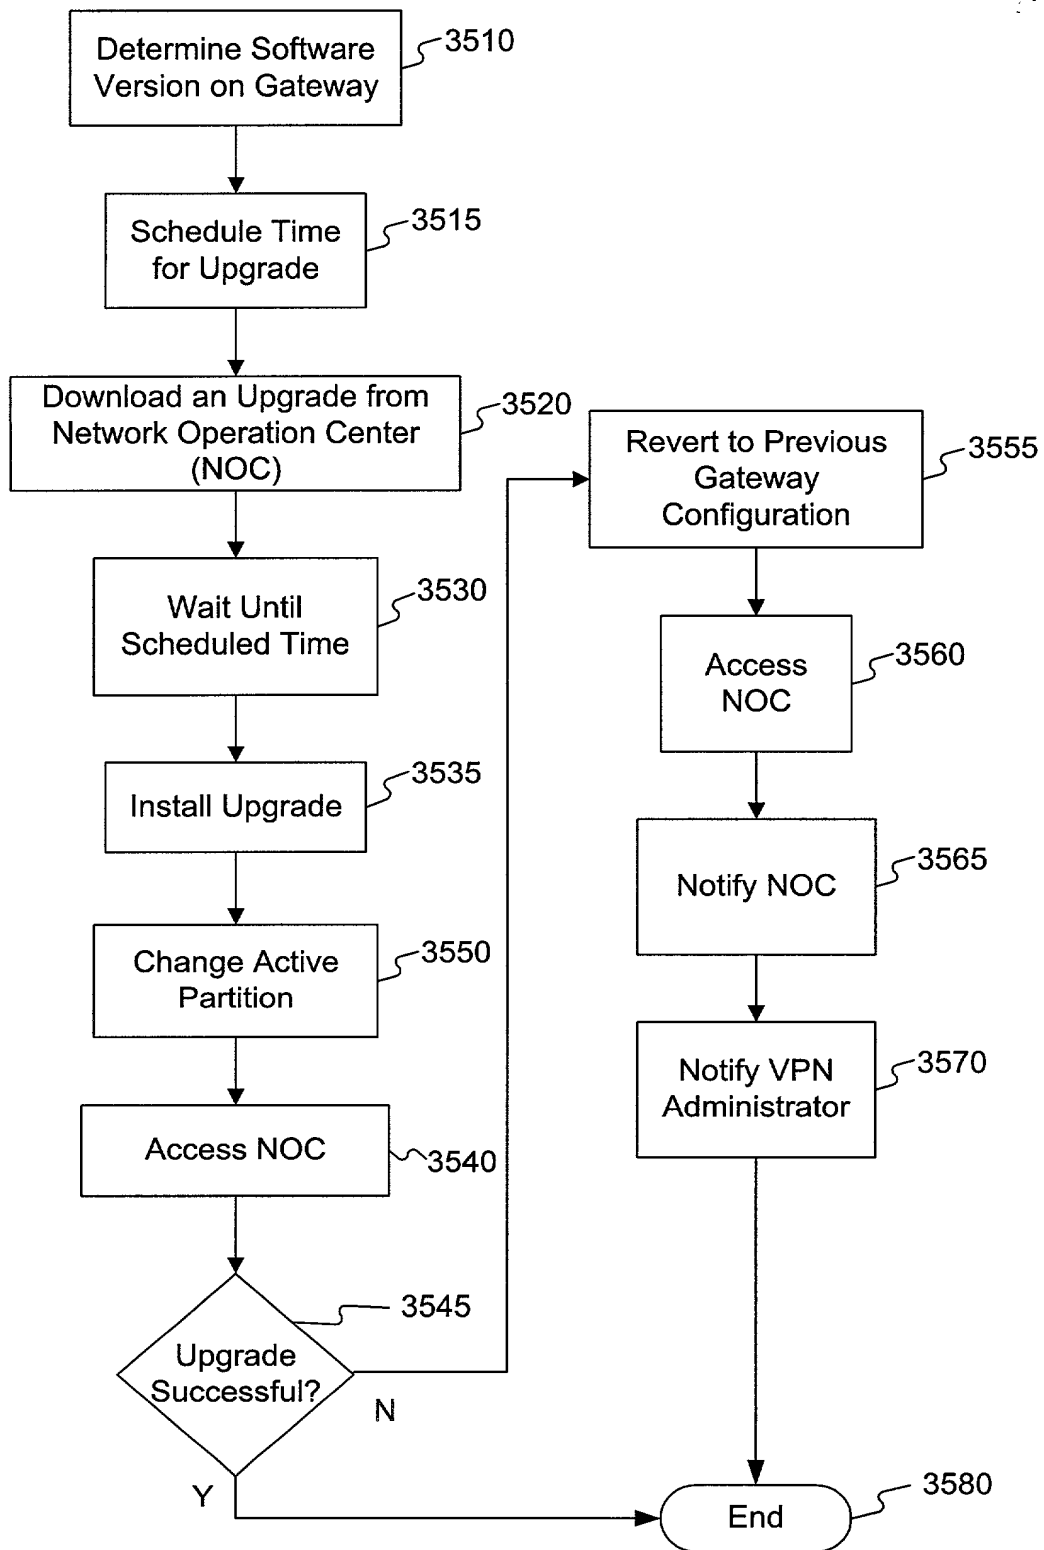 Determine Software
Version on Gateway
3510
Schedule Time
for Upgrade
3515
Download an Upgrade from
Network Operation Center
(NOC)
3520
Wait Until
Scheduled Time
3530
Install Upgrade
3535
Change Active
Partition
3550
Access NOC
3540
Upgrade
Successful?
3545
N
Y
Revert to Previous
Gateway
Configuration
3555
Access
NOC
3560
Notify NOC
3565
Notify VPN
Administrator
3570
End
3580